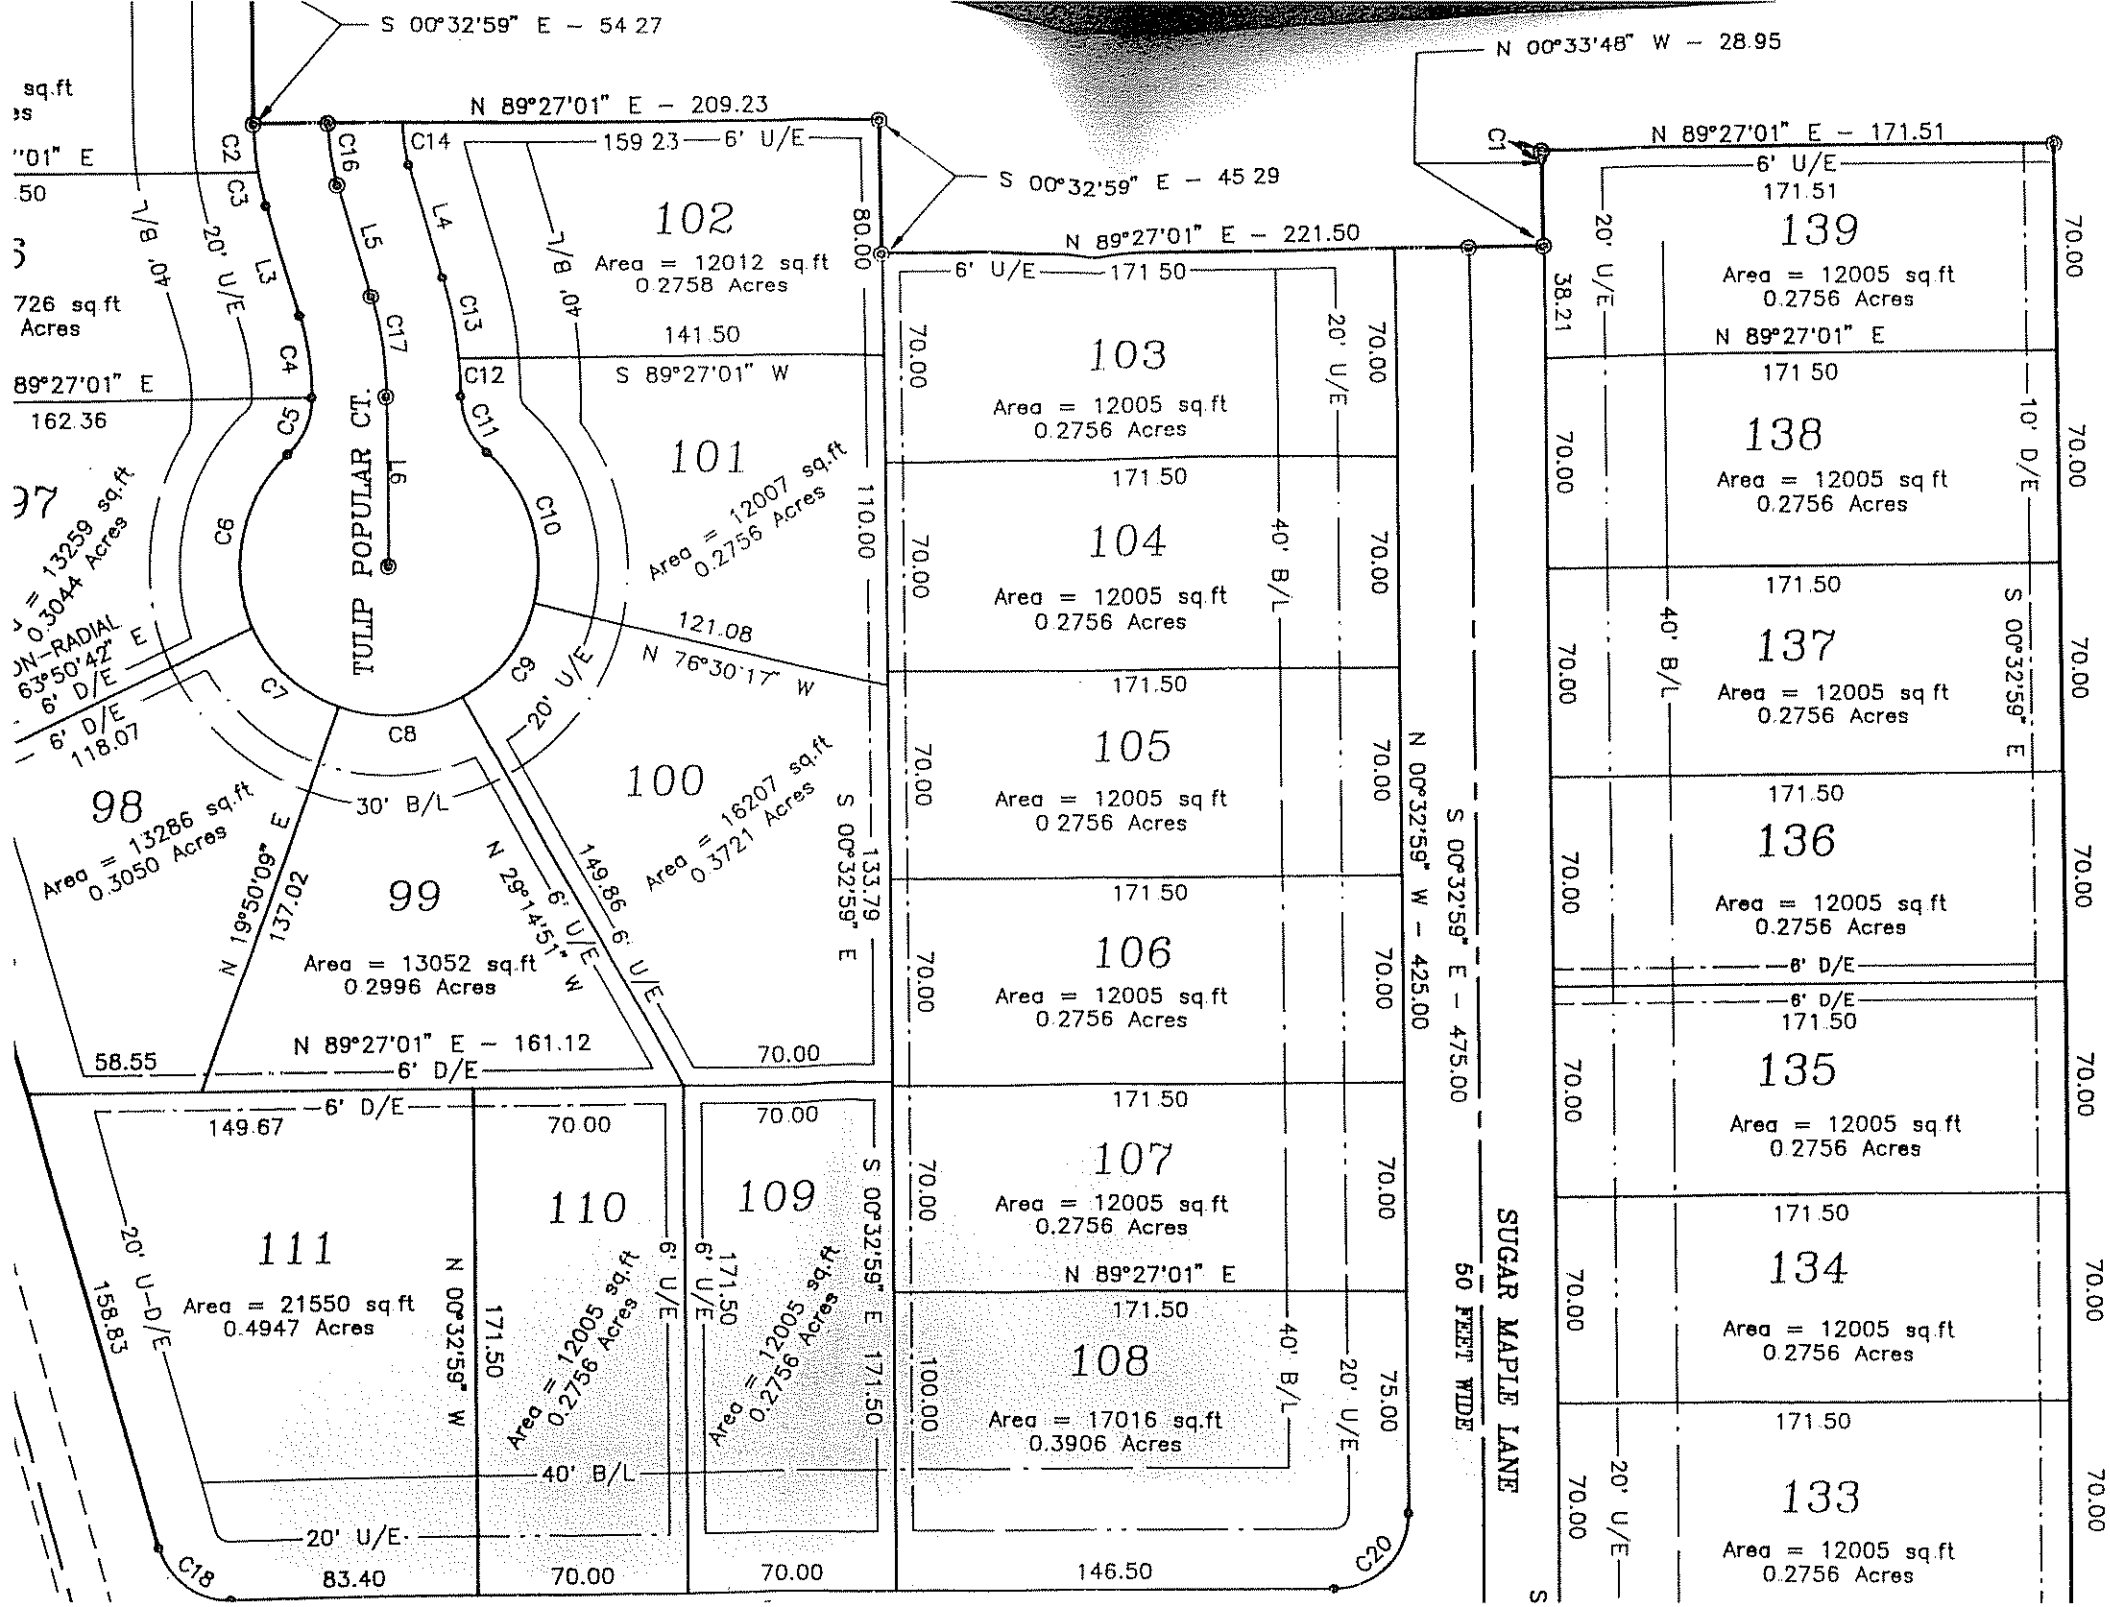 S 00°32'59" E - 54 27
N 00°33'48" W - 28.95
sq.ft
es
"01" E
.50
726 sq.ft
Acres
89°27'01" E
162.36
97
= 13259 sq.ft
0.3044 Acres
ON-RADIAL
63°50'42" E
6' D/E
6' D/E
118.07
40' B/L
20' U/E
C2
C3
L3
C4
C5
C6
C7
C8
C9
C10
C11
C12
C13
L4
C14
C16
L5
C17
L6
TULIP POPULAR CT.
30' B/L
N 89°27'01" E - 209.23
159 23
6' U/E
102
Area = 12012 sq.ft
0.2758 Acres
80.00
40' B/L
141.50
S 89°27'01" W
101
Area = 12007 sq.ft
0.2756 Acres
110.00
121.08
N 76°30'17" W
20' U/E
100
Area = 16207 sq.ft
0.3721 Acres
133.79
S 00°32'59" E
149.86
6' U/E
6' U/E
N 29°14'51" W
70.00
98
Area = 13286 sq.ft
0.3050 Acres
58.55
N 19°50'09" E
137.02
99
Area = 13052 sq.ft
0.2996 Acres
N 89°27'01" E - 161.12
6' D/E
S 00°32'59" E - 45 29
N 89°27'01" E - 221.50
6' U/E
171 50
103
Area = 12005 sq.ft
0.2756 Acres
70.00
70.00
20' U/E
171.50
104
Area = 12005 sq.ft
0.2756 Acres
70.00
70.00
40' B/L
171.50
105
Area = 12005 sq.ft
0 2756 Acres
70.00
70.00
171.50
106
Area = 12005 sq.ft
0.2756 Acres
70.00
70.00
171.50
107
Area = 12005 sq.ft
0.2756 Acres
70.00
70.00
N 89°27'01" E
171.50
108
Area = 17016 sq.ft
0.3906 Acres
100.00
75.00
40' B/L
20' U/E
146.50
C20
N 00°32'59" W - 425.00
S 00°32'59" E - 475.00
SUGAR MAPLE LANE
50 FEET WIDE
S
6' D/E
149.67
111
Area = 21550 sq.ft
0.4947 Acres
158.83
20' U-D/E
N 00°32'59" W
171.50
20' U/E
40' B/L
C18
83.40
70.00
110
Area = 12005 sq.ft
0.2756 Acres
6' U/E
70.00
70.00
109
Area = 12005 sq.ft
0.2756 Acres
6' U/E
171.50
S 00°32'59" E 171.50
70.00
C1
N 89°27'01" E - 171.51
6' U/E
171.51
139
Area = 12005 sq.ft
0.2756 Acres
20' U/E
38.21
70.00
N 89°27'01" E
171 50
138
Area = 12005 sq ft
0.2756 Acres
70.00
70.00
10' D/E
171.50
137
Area = 12005 sq.ft
0.2756 Acres
70.00
70.00
40' B/L
S 00°32'59" E
171.50
136
Area = 12005 sq.ft
0.2756 Acres
70.00
70.00
6' D/E
6' D/E
171.50
135
Area = 12005 sq.ft
0.2756 Acres
70.00
70.00
171.50
134
Area = 12005 sq.ft
0.2756 Acres
70.00
70.00
171.50
133
Area = 12005 sq.ft
0.2756 Acres
70.00
70.00
20' U/E